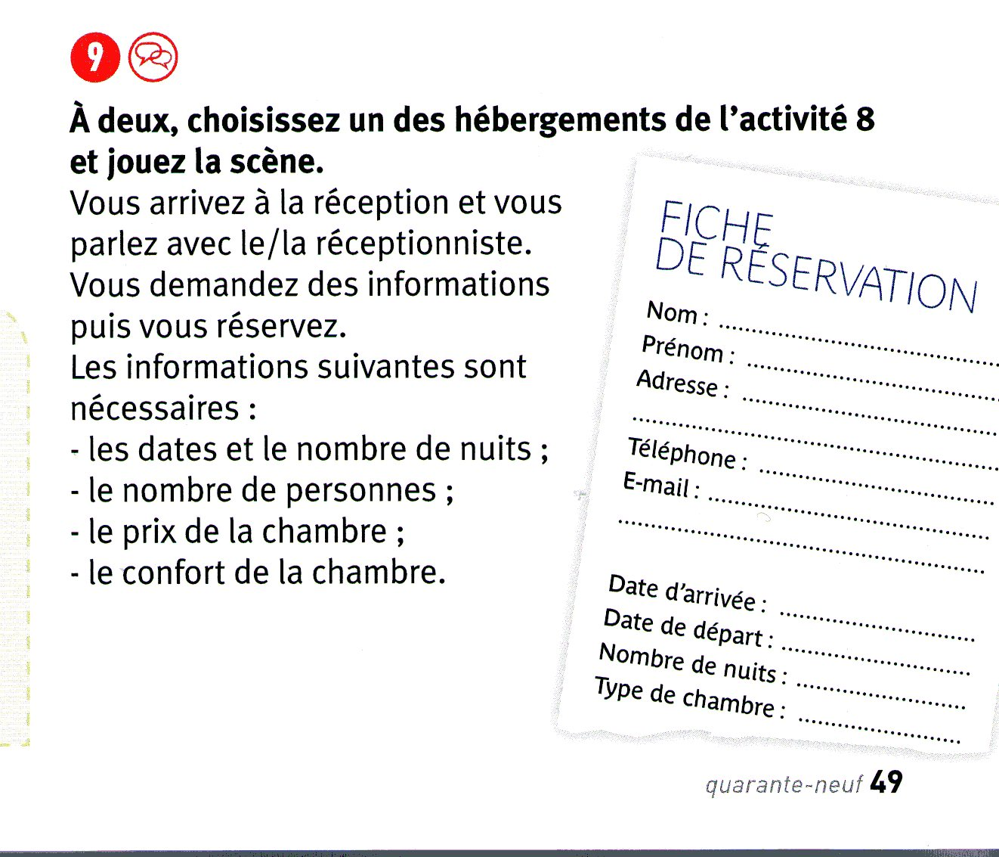 9
À deux, choisissez un des hébergements de l'activité 8
et jouez la scène.
Vous arrivez à la réception et vous
parlez avec le/la réceptionniste.
Vous demandez des informations
puis vous réservez.
Les informations suivantes sont
nécessaires :
- les dates et le nombre de nuits ;
- le nombre de personnes ;
- le prix de la chambre ;
- le confort de la chambre.
FICHE
DE RÉSERVATION
Nom : ........................................
Prénom : ........................................
Adresse : ........................................
........................................
Téléphone : ........................................
E-mail : ........................................
........................................
Date d'arrivée : ..............................
Date de départ : ..............................
Nombre de nuits : ..............................
Type de chambre : ..............................
quarante-neuf 49